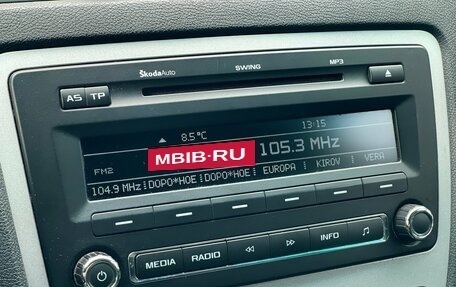 ŠkodaAuto SWING MP3
AS TP
8.5°C 13:15
FM2 MBIB-RU 105.3 MHz
104.9 MHz DOPO*HOE DOPO*HOE EUROPA KIROV VERA
MEDIA RADIO INFO